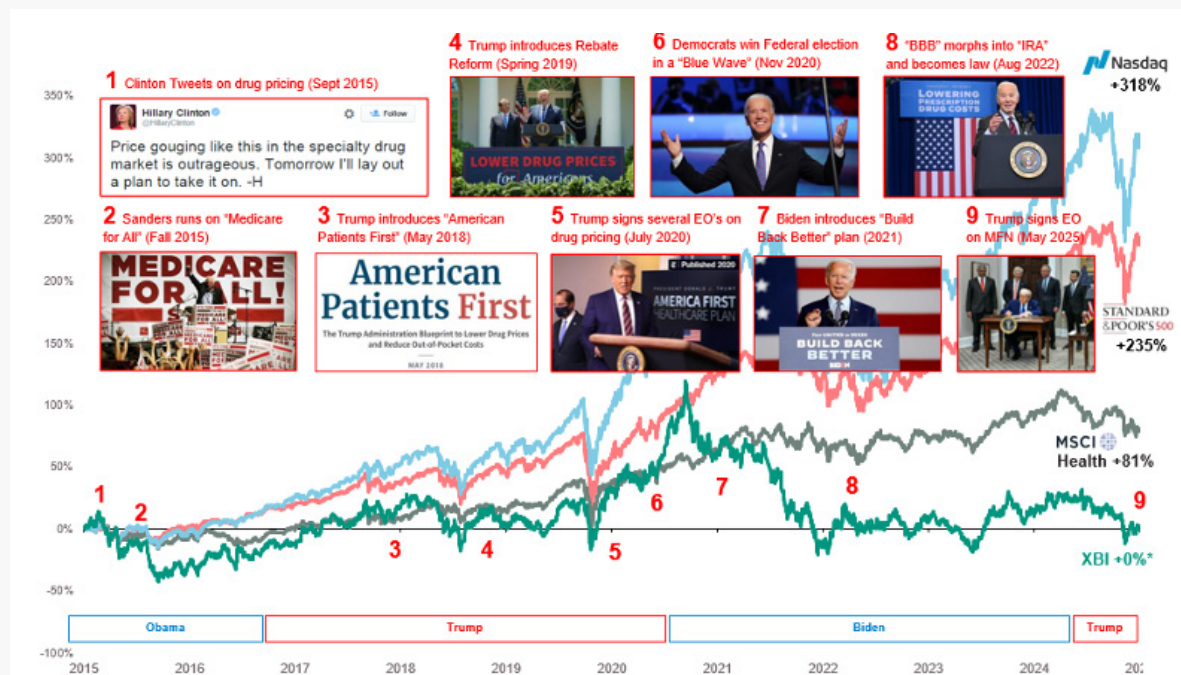 4 Trump introduces Rebate
Reform (Spring 2019)
6 Democrats win Federal election
in a “Blue Wave” (Nov 2020)
8 “BBB” morphs into “IRA”
and becomes law (Aug 2022)
Nasdaq
+318%
1 Clinton Tweets on drug pricing (Sept 2015)
Hillary Clinton
@HillaryClinton
Follow
Price gouging like this in the specialty drug
market is outrageous. Tomorrow I'll lay out
a plan to take it on. -H
LOWER DRUG PRICES
for Americans
LOWERING
PRESCRIPTION
DRUG COSTS
2 Sanders runs on “Medicare
for All” (Fall 2015)
3 Trump introduces “American
Patients First” (May 2018)
5 Trump signs several EO's on
drug pricing (July 2020)
7 Biden introduces “Build
Back Better” plan (2021)
9 Trump signs EO
on MFN (May 2025)
MEDICARE
FOR ALL!
American
Patients First
The Trump Administration Blueprint to Lower Drug Prices
and Reduce Out-of-Pocket Costs
MAY 2018
Published 2020
PRESIDENT DONALD J. TRUMP
AMERICA FIRST
HEALTHCARE PLAN
BUILD BACK
BETTER
STANDARD
&POOR'S 500
+235%
MSCI
Health +81%
XBI +0%*
350%
300%
250%
200%
150%
100%
50%
0%
-50%
-100%
1
2
3
4
5
6
7
8
9
Obama
Trump
Biden
Trump
2015
2016
2017
2018
2019
2020
2021
2022
2023
2024